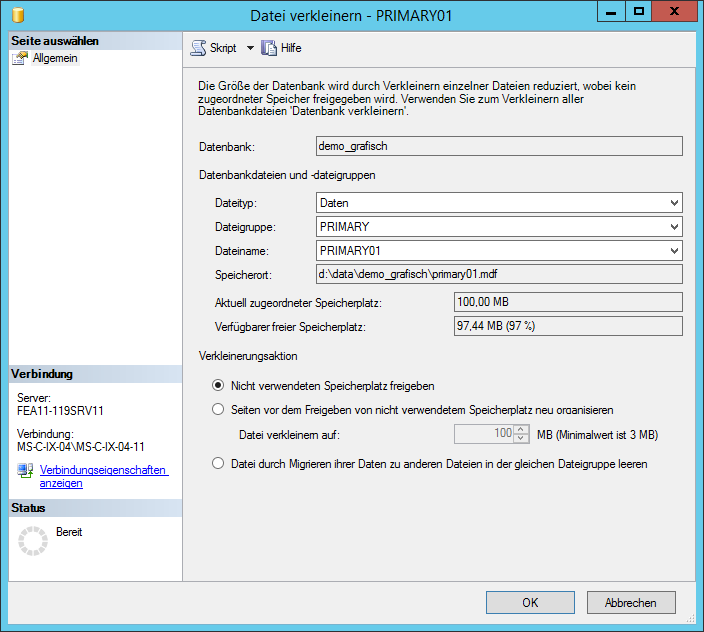 Datei verkleinern - PRIMARY01
Seite auswählen
Allgemein
Skript
Hilfe
Die Größe der Datenbank wird durch Verkleinern einzelner Dateien reduziert, wobei kein
zugeordneter Speicher freigegeben wird. Verwenden Sie zum Verkleinern aller
Datenbankdateien 'Datenbank verkleinern'.
Datenbank: demo_grafisch
Datenbankdateien und -dateigruppen
Dateityp: Daten
Dateigruppe: PRIMARY
Dateiname: PRIMARY01
Speicherort: d:\data\demo_grafisch\primary01.mdf
Aktuell zugeordneter Speicherplatz: 100,00 MB
Verfügbarer freier Speicherplatz: 97,44 MB (97 %)
Verkleinerungsaktion
Nicht verwendeten Speicherplatz freigeben
Seiten vor dem Freigeben von nicht verwendetem Speicherplatz neu organisieren
Datei verkleinern auf: 100 MB (Minimalwert ist 3 MB)
Datei durch Migrieren ihrer Daten zu anderen Dateien in der gleichen Dateigruppe leeren
Verbindung
Server:
FEA11-119SRV11
Verbindung:
MS-C-IX-04\MS-C-IX-04-11
Verbindungseigenschaften
anzeigen
Status
Bereit
OK
Abbrechen